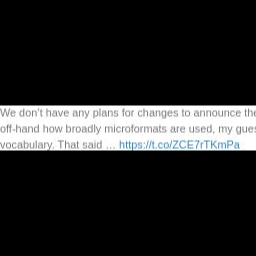 We don't have any plans for changes to announce the
off-hand how broadly microformats are used, my gues
vocabulary. That said … https://t.co/ZCE7rTKmPa